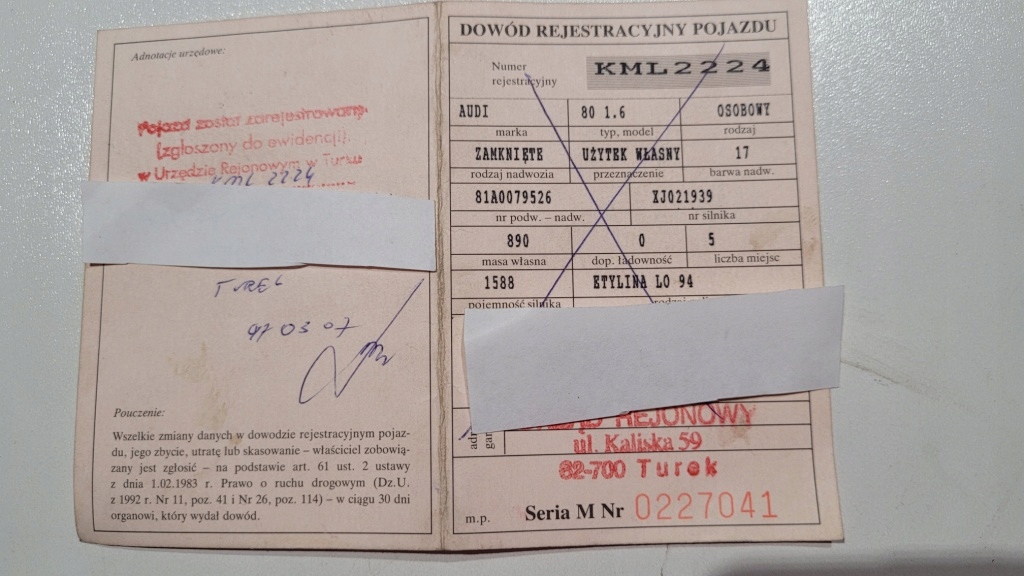 Adnotacje urzędowe:
Pojazd został zarejestrowany
(zgłoszony do ewidencji).
w Urzędzie Rejonowym w Turku
KML 2224
TUREK
97 03 07
Pouczenie:
Wszelkie zmiany danych w dowodzie rejestracyjnym pojaz-
du, jego zbycie, utratę lub skasowanie – właściciel zobowią-
zany jest zgłosić – na podstawie art. 61 ust. 2 ustawy
z dnia 1.02.1983 r. Prawo o ruchu drogowym (Dz.U.
z 1992 r. Nr 11, poz. 41 i Nr 26, poz. 114) – w ciągu 30 dni
organowi, który wydał dowód.
DOWÓD REJESTRACYJNY POJAZDU
Numer
rejestracyjny
KML2224
AUDI 80 1.6 OSOBOWY
marka typ, model rodzaj
ZAMKNIĘTE UŻYTEK WŁASNY 17
rodzaj nadwozia przeznaczenie barwa nadw.
81A0079526 XJ021939
nr podw. – nadw. nr silnika
890 0 5
masa własna dop. ładowność liczba miejsc
1588 ETYLINA LO 94
pojemność silnika
REJONOWY
ul. Kaliska 59
62-700 Turek
m.p. Seria M Nr 0227041